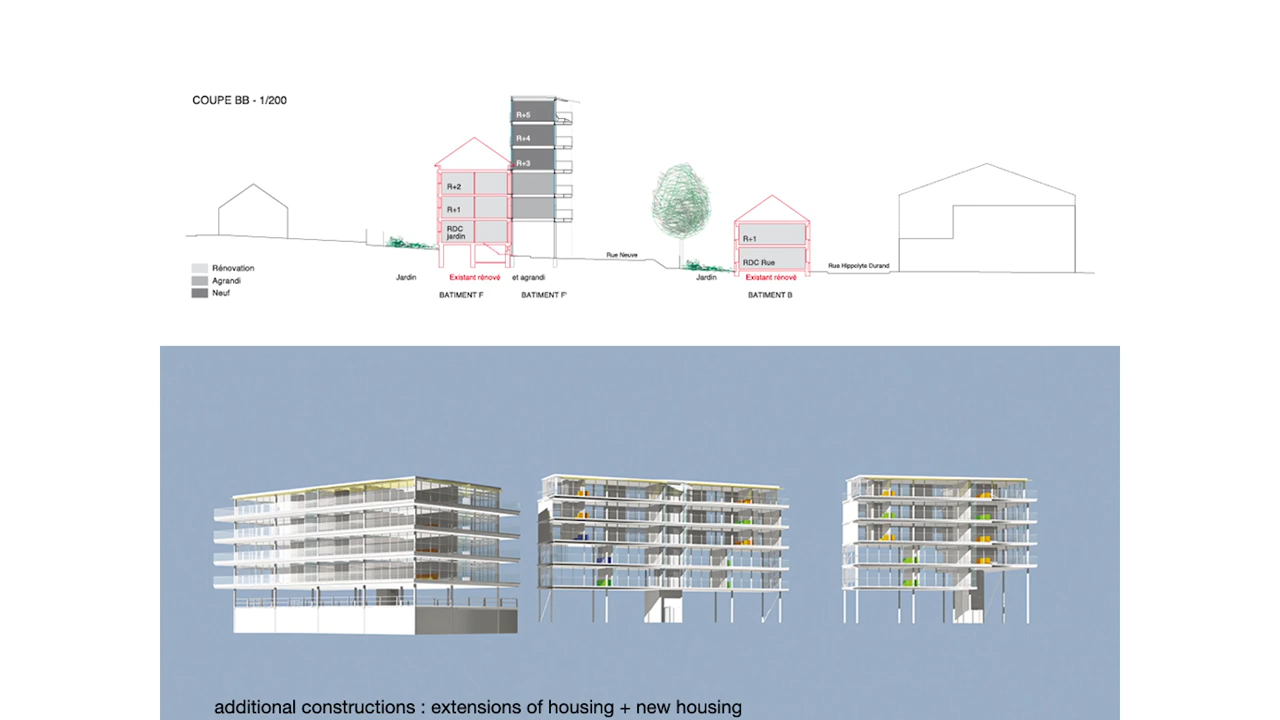 COUPE BB - 1/200
R+5
R+4
R+3
R+2
R+1
RDC
jardin
R+1
RDC Rue
Rue Neuve
Rue Hippolyte Durand
Rénovation
Agrandi
Neuf
Jardin
Existant rénové
et agrandi
Jardin
Existant rénové
BATIMENT F
BATIMENT F'
BATIMENT B
additional constructions : extensions of housing + new housing